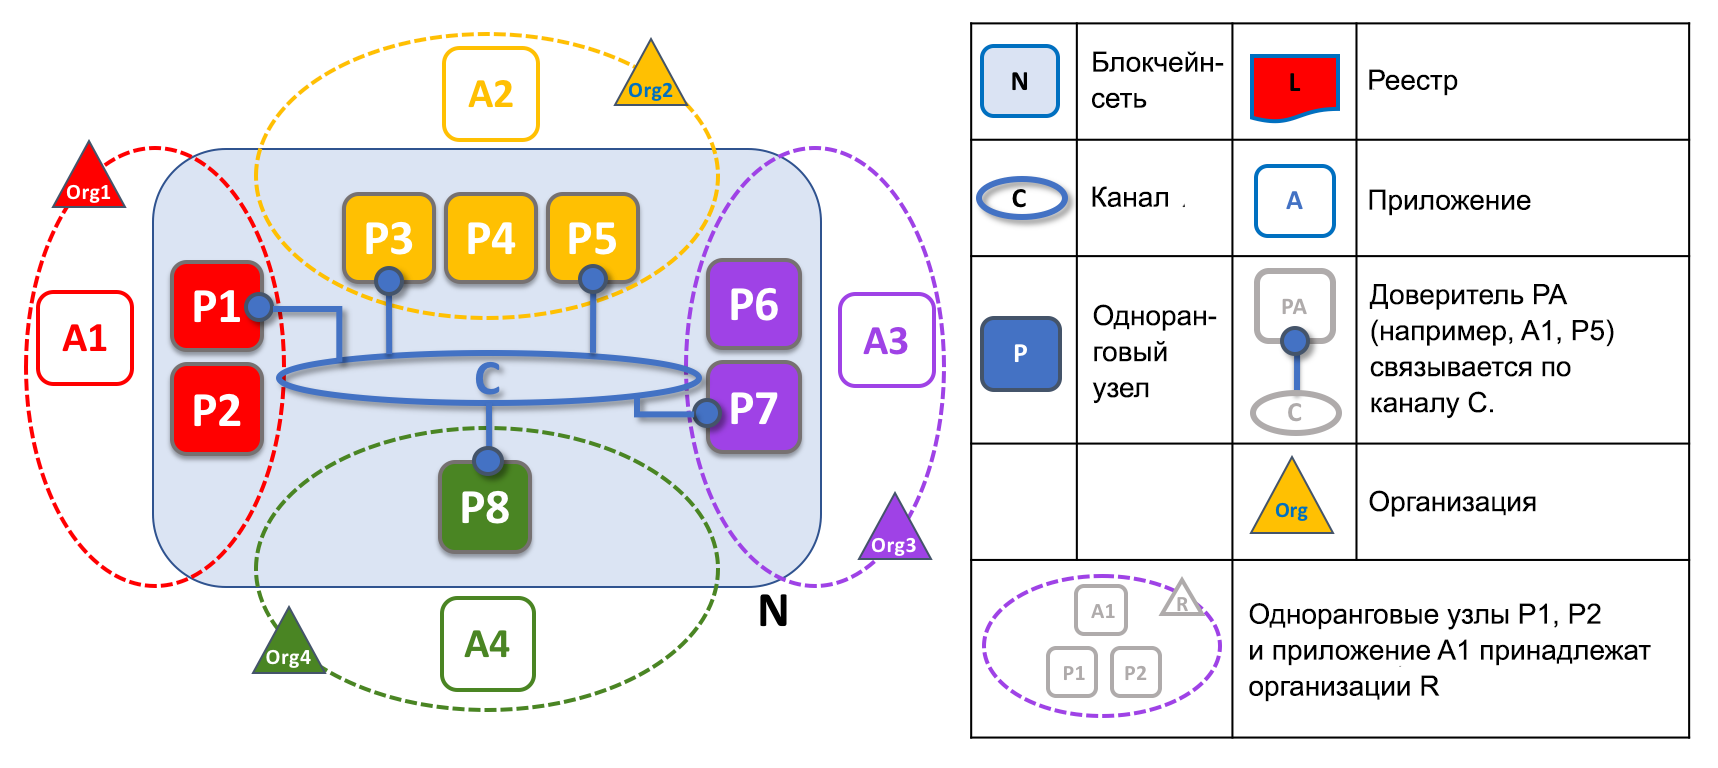 A2
Org2
Org1
P3
P4
P5
P1
P6
A1
A3
C
P2
P7
P8
Org3
N
Org4
A4
N
Блокчейн-
сеть
L
Реестр
C
Канал
A
Приложение
P
Одноран-
говый
узел
PA
C
Доверитель PA
(например, A1, P5)
связывается по
каналу C.
Org
Организация
A1
R
P1
P2
Одноранговые узлы P1, P2
и приложение A1 принадлежат
организации R